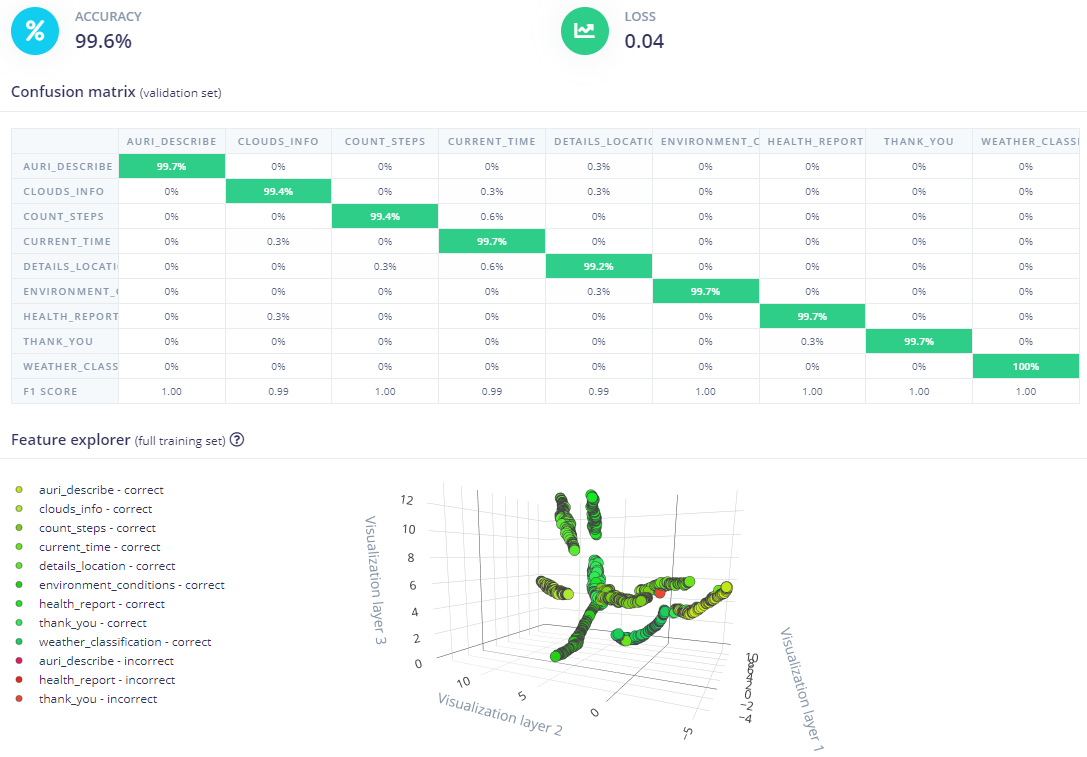 ACCURACY
99.6%
LOSS
0.04
Confusion matrix (validation set)
AURI_DESCRIBE CLOUDS_INFO COUNT_STEPS CURRENT_TIME DETAILS_LOCATIC ENVIRONMENT_C HEALTH_REPORT THANK_YOU WEATHER_CLASSI
AURI_DESCRIBE 99.7% 0% 0% 0% 0.3% 0% 0% 0% 0%
CLOUDS_INFO 0% 99.4% 0% 0.3% 0.3% 0% 0% 0% 0%
COUNT_STEPS 0% 0% 99.4% 0.6% 0% 0% 0% 0% 0%
CURRENT_TIME 0% 0.3% 0% 99.7% 0% 0% 0% 0% 0%
DETAILS_LOCATI 0% 0% 0.3% 0.6% 99.2% 0% 0% 0% 0%
ENVIRONMENT_C 0% 0% 0% 0% 0.3% 99.7% 0% 0% 0%
HEALTH_REPORT 0% 0.3% 0% 0% 0% 0% 99.7% 0% 0%
THANK_YOU 0% 0% 0% 0% 0% 0% 0.3% 99.7% 0%
WEATHER_CLASS 0% 0% 0% 0% 0% 0% 0% 0% 100%
F1 SCORE 1.00 0.99 1.00 0.99 0.99 1.00 1.00 1.00 1.00
Feature explorer (full training set) ?
auri_describe - correct
clouds_info - correct
count_steps - correct
current_time - correct
details_location - correct
environment_conditions - correct
health_report - correct
thank_you - correct
weather_classification - correct
auri_describe - incorrect
health_report - incorrect
thank_you - incorrect
Visualization layer 3
12
10
8
6
4
2
0
10
5
0
Visualization layer 2
−5
10
8
6
4
2
0
−2
−4
Visualization layer 1